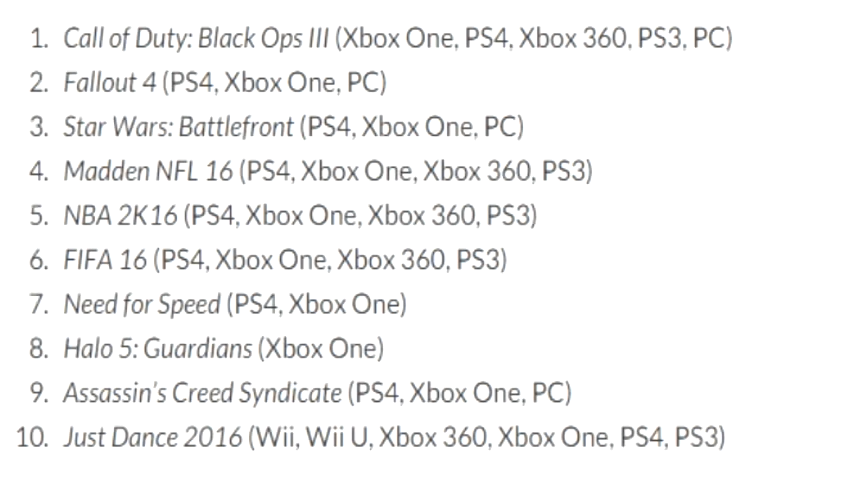 1. Call of Duty: Black Ops III (Xbox One, PS4, Xbox 360, PS3, PC)
2. Fallout 4 (PS4, Xbox One, PC)
3. Star Wars: Battlefront (PS4, Xbox One, PC)
4. Madden NFL 16 (PS4, Xbox One, Xbox 360, PS3)
5. NBA 2K16 (PS4, Xbox One, Xbox 360, PS3)
6. FIFA 16 (PS4, Xbox One, Xbox 360, PS3)
7. Need for Speed (PS4, Xbox One)
8. Halo 5: Guardians (Xbox One)
9. Assassin's Creed Syndicate (PS4, Xbox One, PC)
10. Just Dance 2016 (Wii, Wii U, Xbox 360, Xbox One, PS4, PS3)